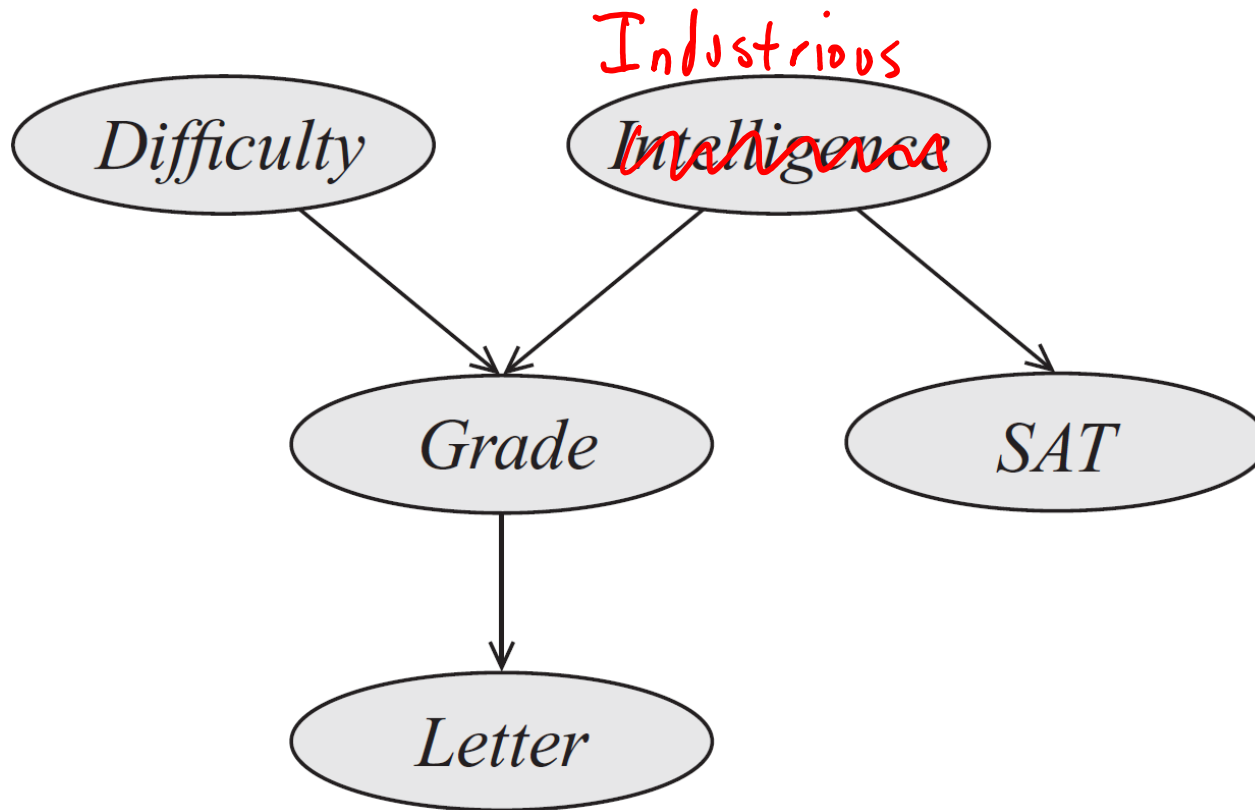 Industrious
Difficulty
Intelligence
Grade
SAT
Letter